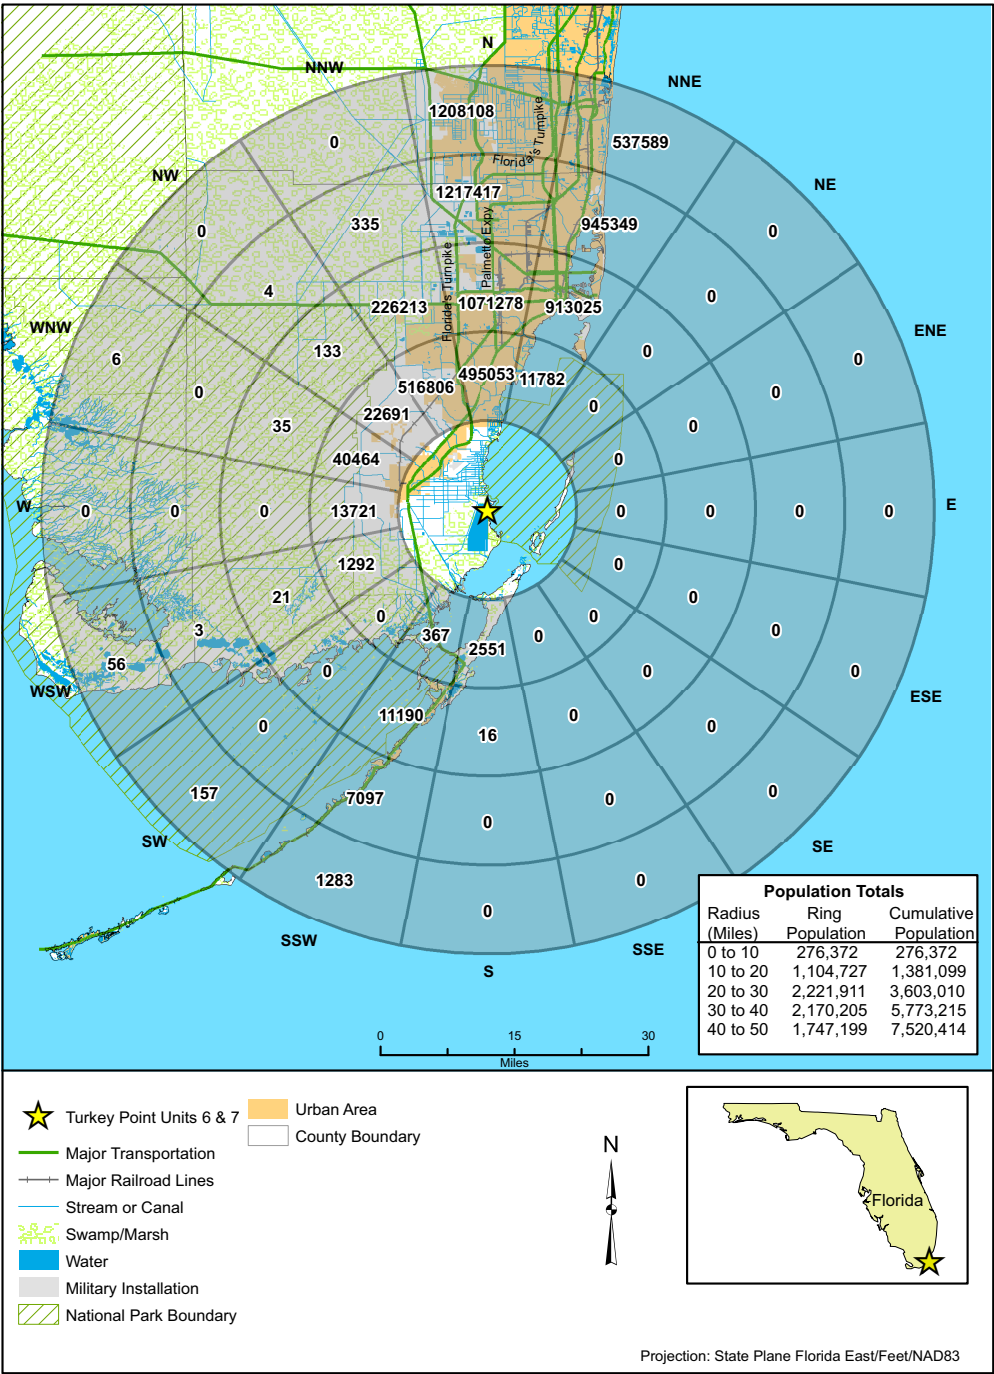 N
NNW
NNE
1208108
0
537589
Florida's Turnpike
Florida's Turnpike
NW
NE
1217417
335
945349
0
0
Palmetto Expy
Florida's Turnpike
4
0
226213
1071278
913025
WNW
ENE
133
0
6
0
516806
495053
11782
0
0
22691
0
35
0
40464
0
W
0
0
0
13721
0
0
0
0
E
1292
0
21
0
0
0
3
367
0
0
2551
56
0
0
0
0
WSW
ESE
11190
0
0
0
16
157
7097
0
0
0
SW
SE
1283
0
0
SSW
SSE
S
Population Totals
Radius Ring Cumulative
(Miles) Population Population
0 to 10 276,372 276,372
10 to 20 1,104,727 1,381,099
20 to 30 2,221,911 3,603,010
30 to 40 2,170,205 5,773,215
40 to 50 1,747,199 7,520,414
0 15 30
Miles
Turkey Point Units 6 & 7
Major Transportation
Major Railroad Lines
Stream or Canal
Swamp/Marsh
Water
Military Installation
National Park Boundary
Urban Area
County Boundary
N
Florida
Projection: State Plane Florida East/Feet/NAD83